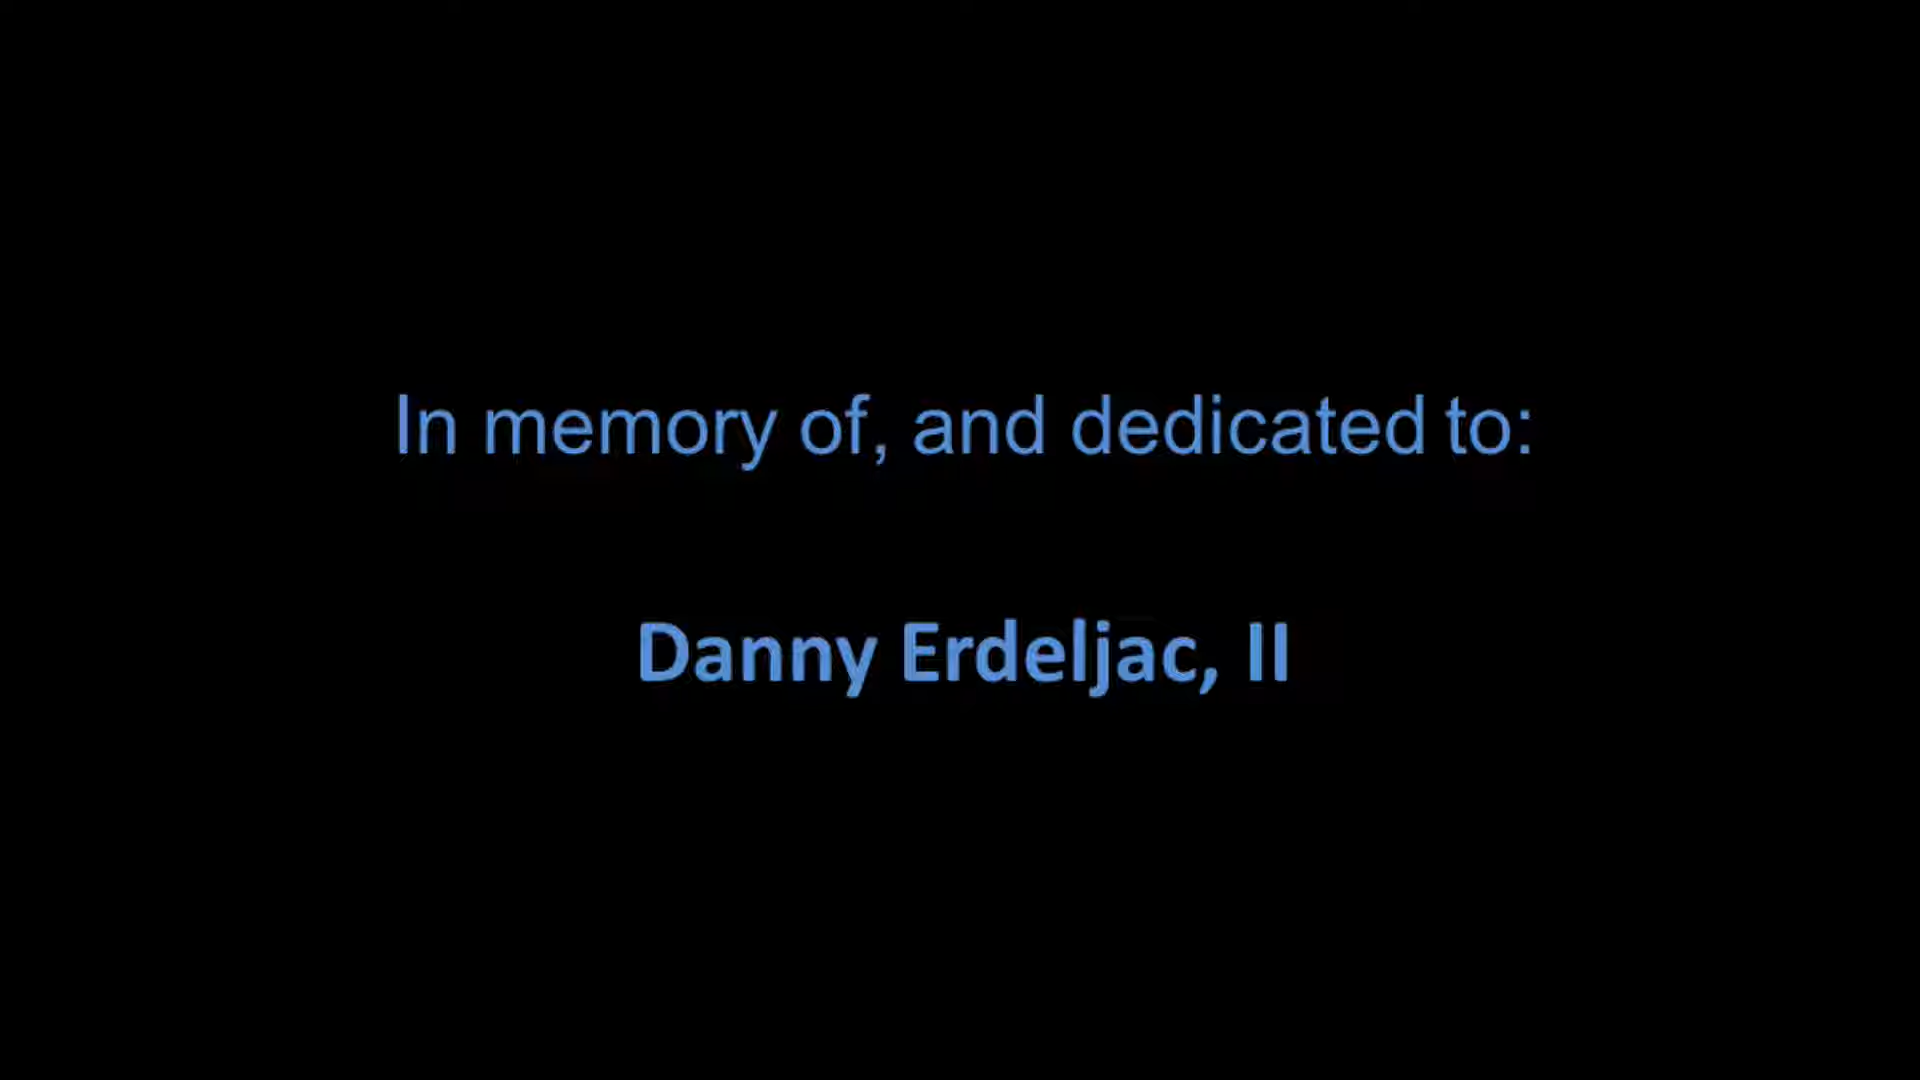 In memory of, and dedicated to:
Danny Erdeljac, II